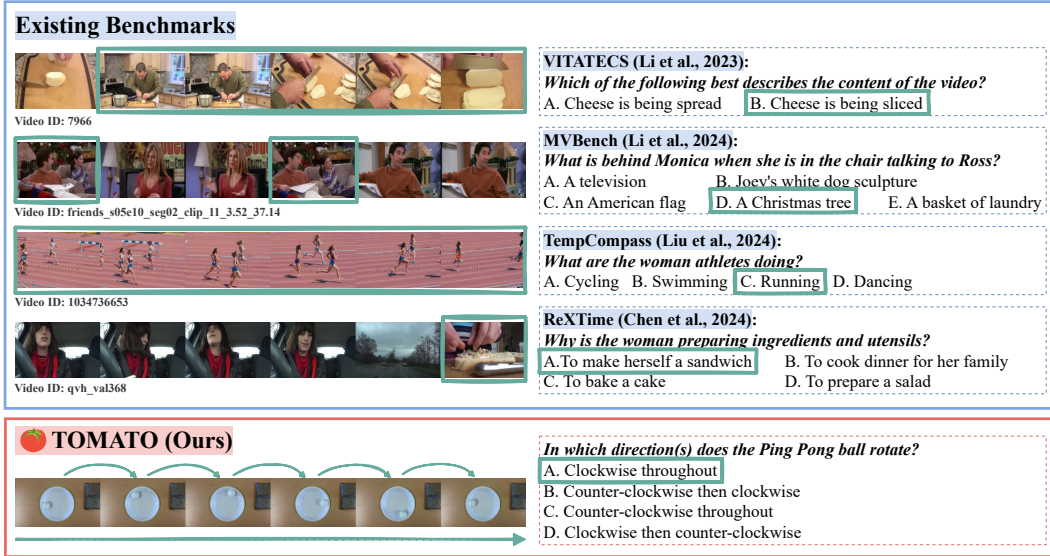 Existing Benchmarks
Video ID: 7966
VITATECS (Li et al., 2023):
Which of the following best describes the content of the video?
A. Cheese is being spread B. Cheese is being sliced
Video ID: friends_s05e10_seg02_clip_11_3.52_37.14
MVBench (Li et al., 2024):
What is behind Monica when she is in the chair talking to Ross?
A. A television B. Joey's white dog sculpture
C. An American flag D. A Christmas tree E. A basket of laundry
Video ID: 1034736653
TempCompass (Liu et al., 2024):
What are the woman athletes doing?
A. Cycling B. Swimming C. Running D. Dancing
Video ID: qvh_val368
ReXTime (Chen et al., 2024):
Why is the woman preparing ingredients and utensils?
A.To make herself a sandwich B. To cook dinner for her family
C. To bake a cake D. To prepare a salad
TOMATO (Ours)
In which direction(s) does the Ping Pong ball rotate?
A. Clockwise throughout
B. Counter-clockwise then clockwise
C. Counter-clockwise throughout
D. Clockwise then counter-clockwise